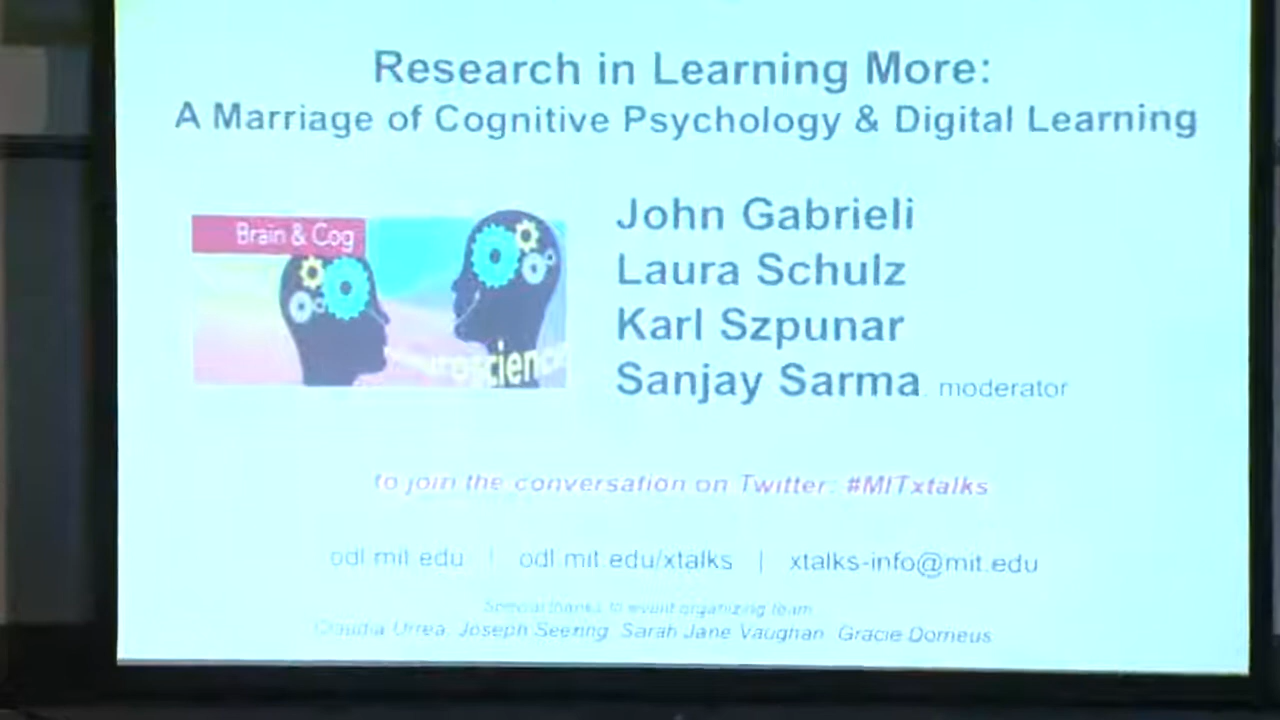 Research in Learning More:
A Marriage of Cognitive Psychology & Digital Learning
Brain & Cog
John Gabrieli
Laura Schulz
Karl Szpunar
Sanjay Sarma, moderator
to join the conversation on Twitter: #MITxtalks
odl.mit.edu | odl.mit.edu/xtalks | xtalks-info@mit.edu
Special thanks to event organizing team
Claudia Urrea, Joseph Seering, Sarah Jane Vaughan, Gracie Dorneus